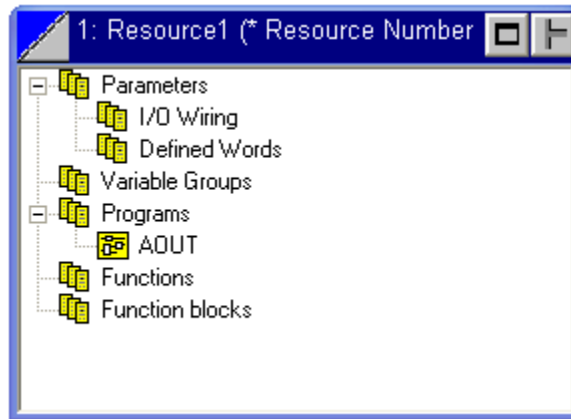 1: Resource1 (* Resource Number
Parameters
I/O Wiring
Defined Words
Variable Groups
Programs
AOUT
Functions
Function blocks